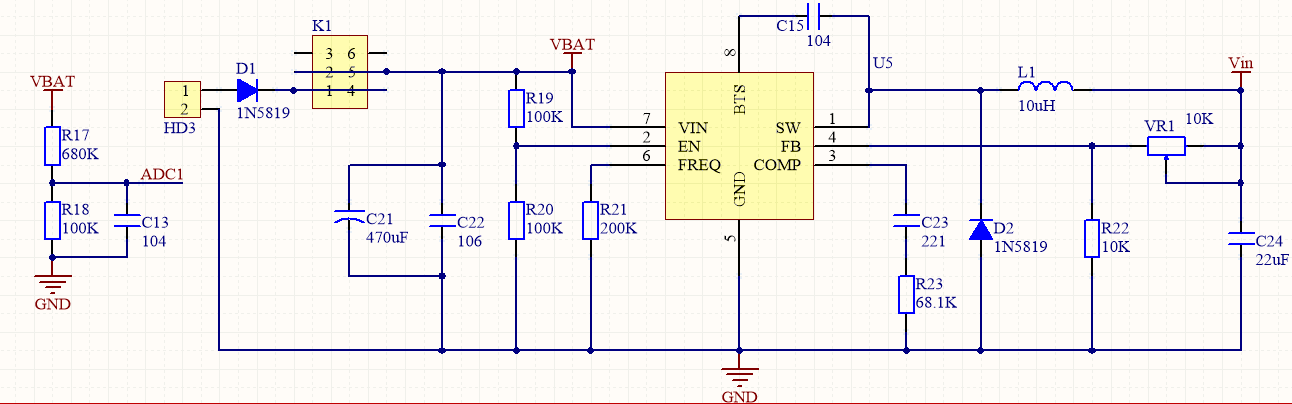 VBAT
R17
680K
ADC1
R18
100K
C13
104
GND
1
2
HD3
D1
1N5819
K1
3 6
2 5
1 4
VBAT
R19
100K
C21
470uF
C22
106
R20
100K
R21
200K
7
2
6
VIN
EN
FREQ
8
BTS
GND
5
SW
FB
COMP
1
4
3
U5
C15
104
GND
C23
221
R23
68.1K
D2
1N5819
L1
10uH
R22
10K
VR1
10K
Vin
C24
22uF